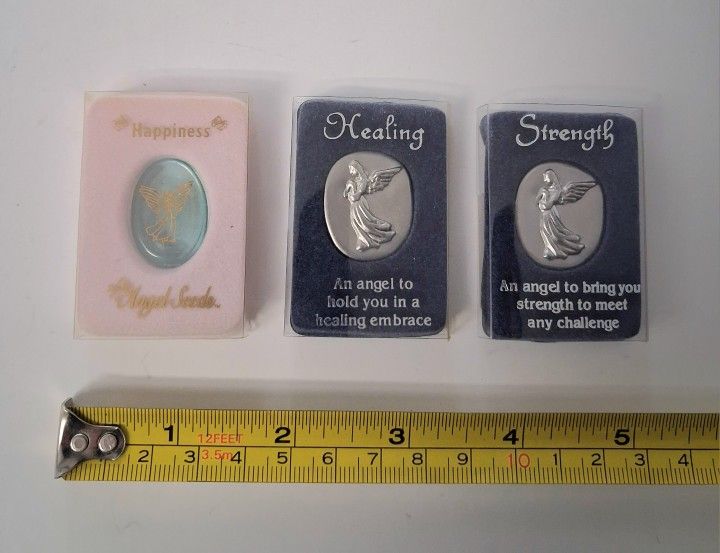 Happiness
Angel Seeds™
Healing
An angel to
hold you in a
healing embrace
Strength
An angel to bring you
strength to meet
any challenge
1 2 3 4 5
12FEET
3.5m
2 3 4 5 6 7 8 9 10 1 2 3 4